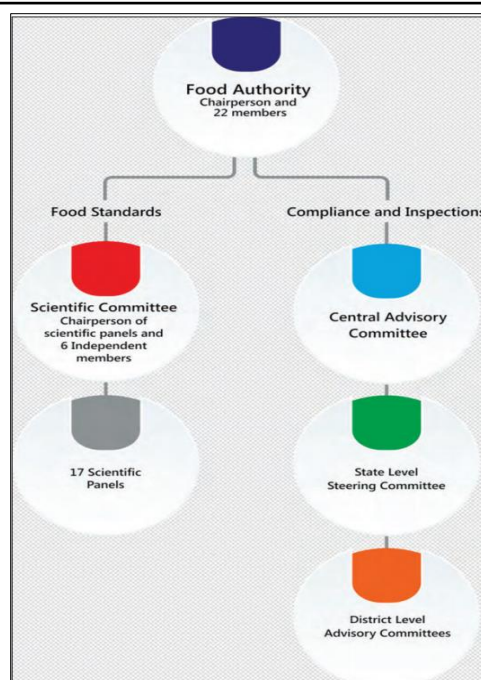 Food Authority
Chairperson and
22 members
Food Standards
Compliance and Inspections
Scientific Committee
Chairperson of
scientific panels and
6 Independent
members
Central Advisory
Committee
17 Scientific
Panels
State Level
Steering Committee
District Level
Advisory Committees